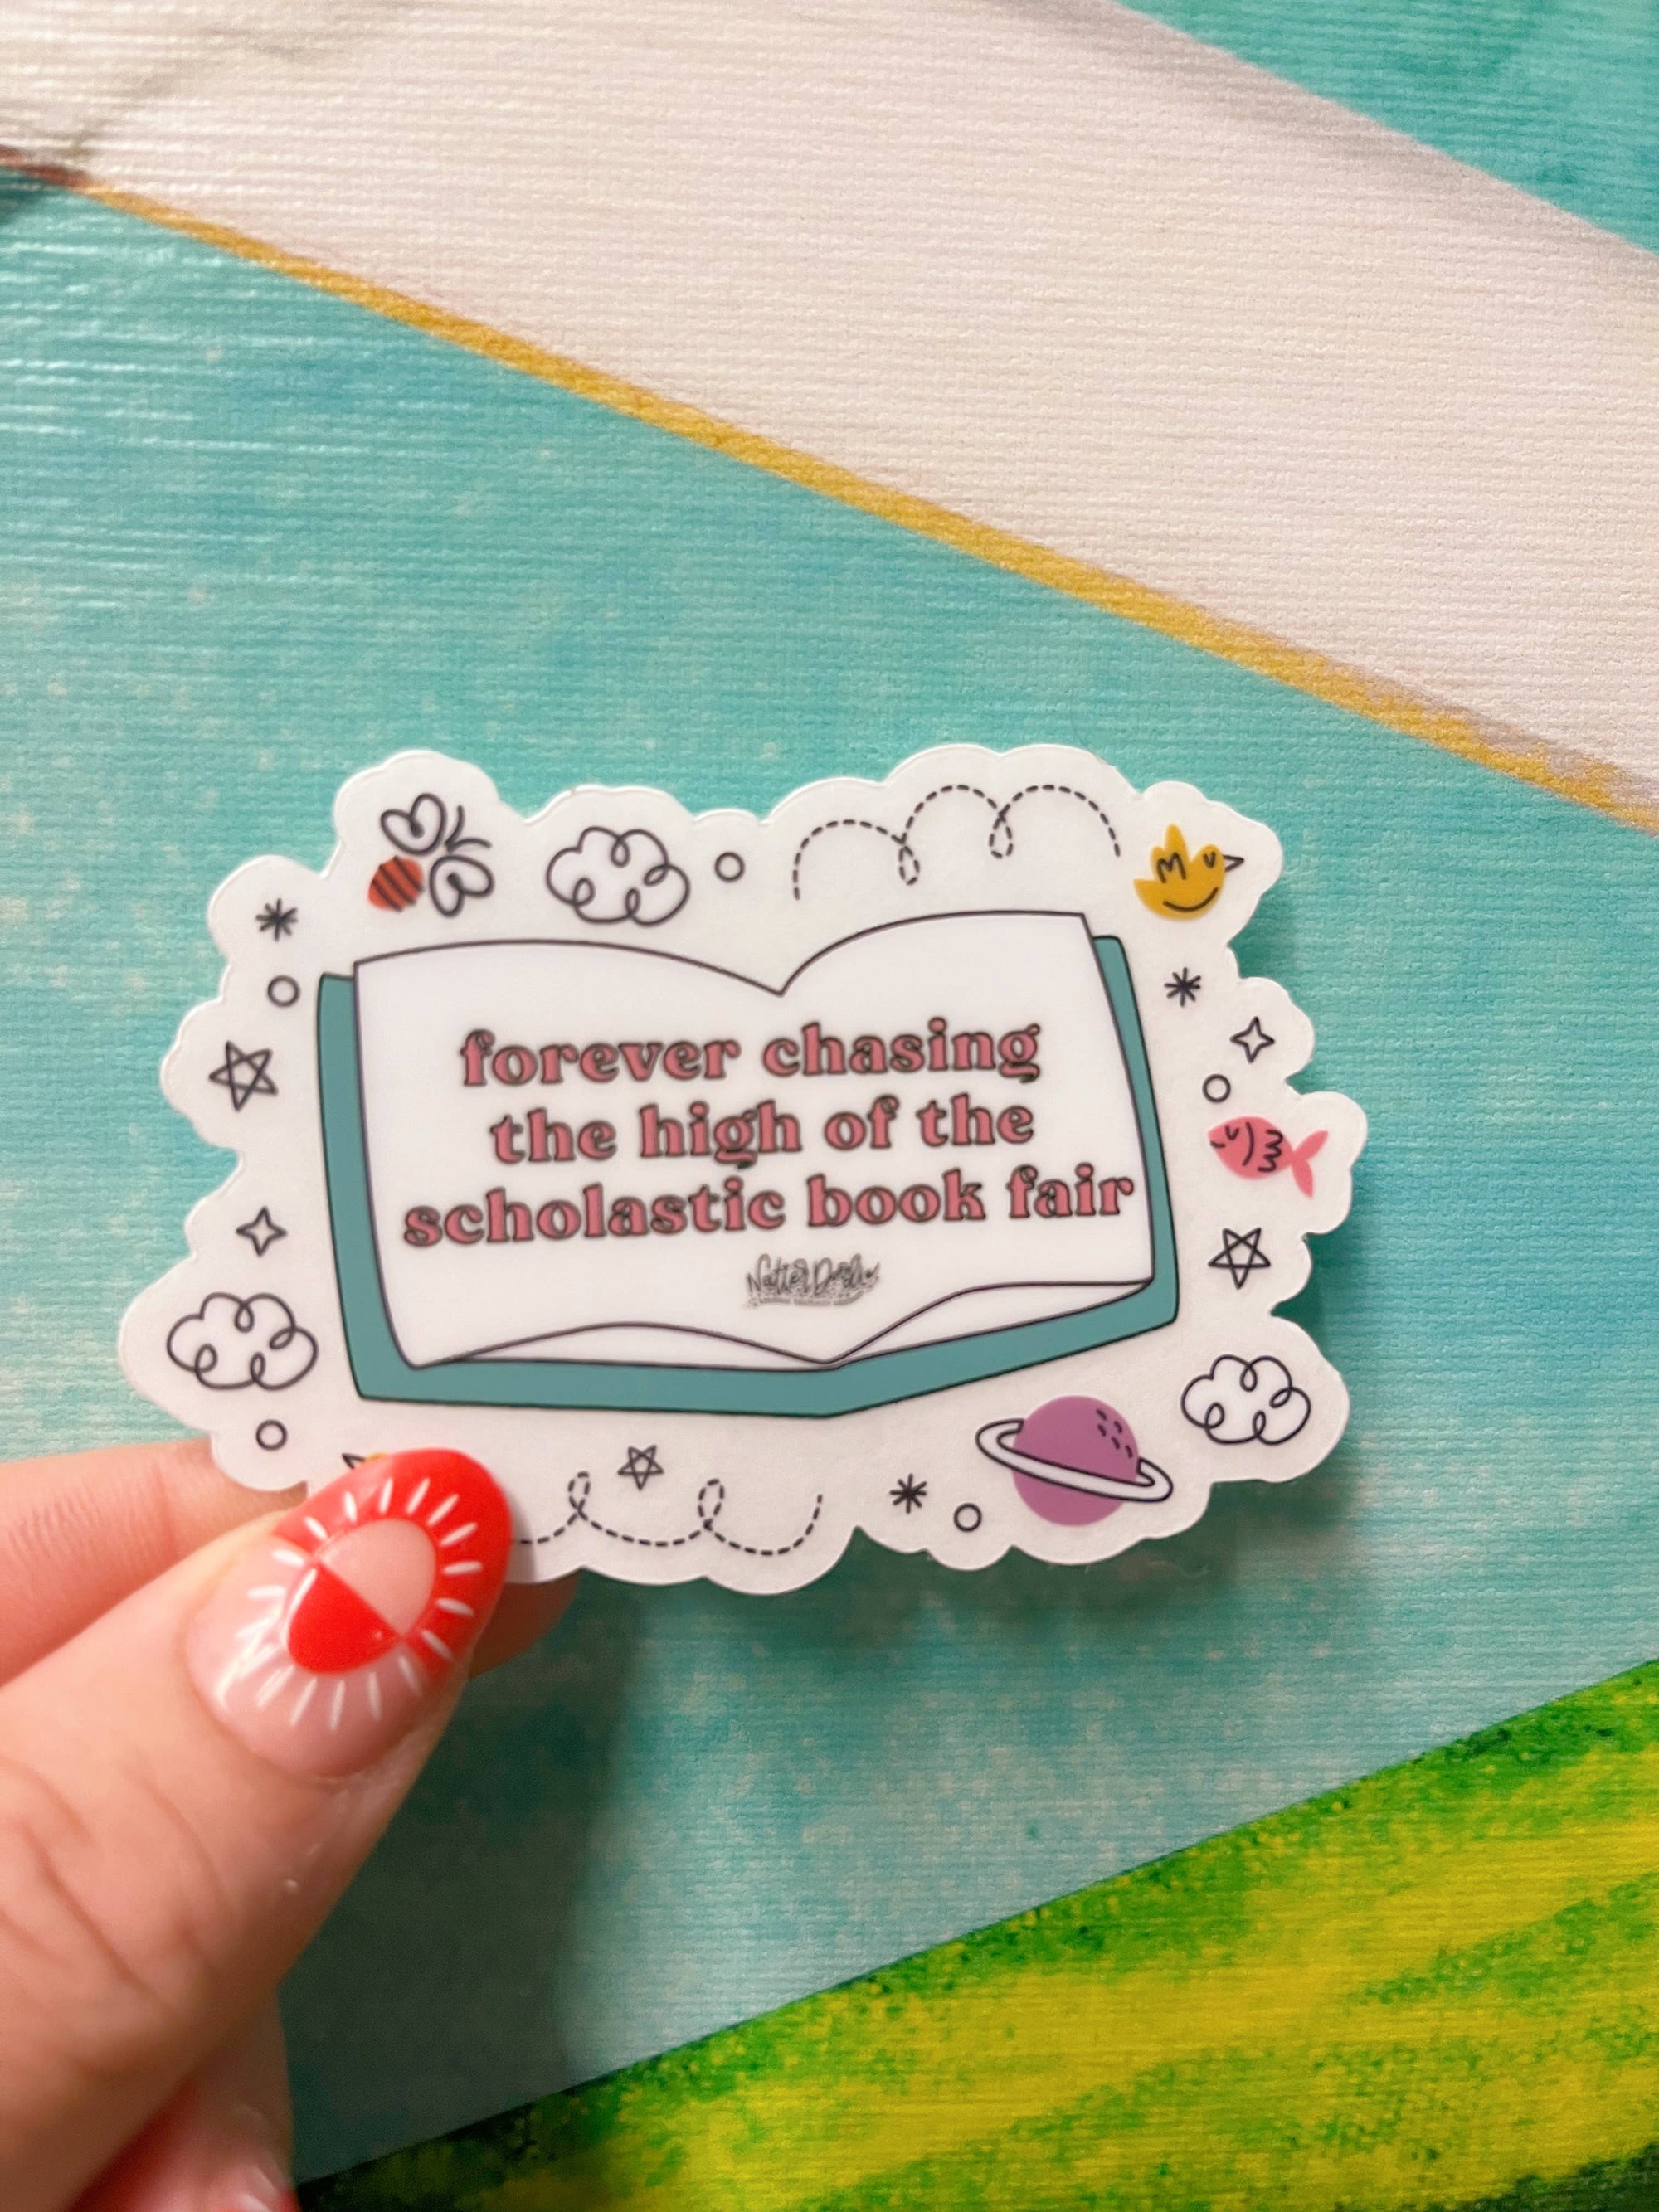 forever chasing
the high of the
scholastic book fair